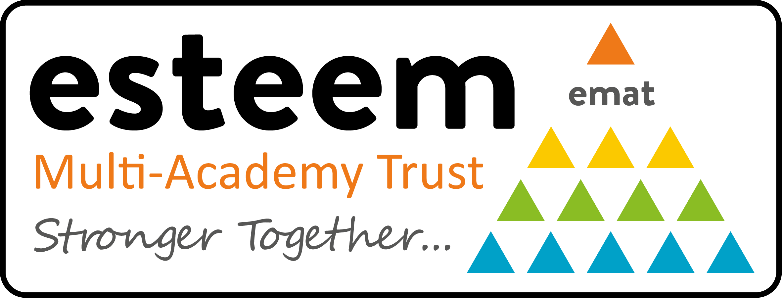 esteem
Multi-Academy Trust
Stronger Together...
emat